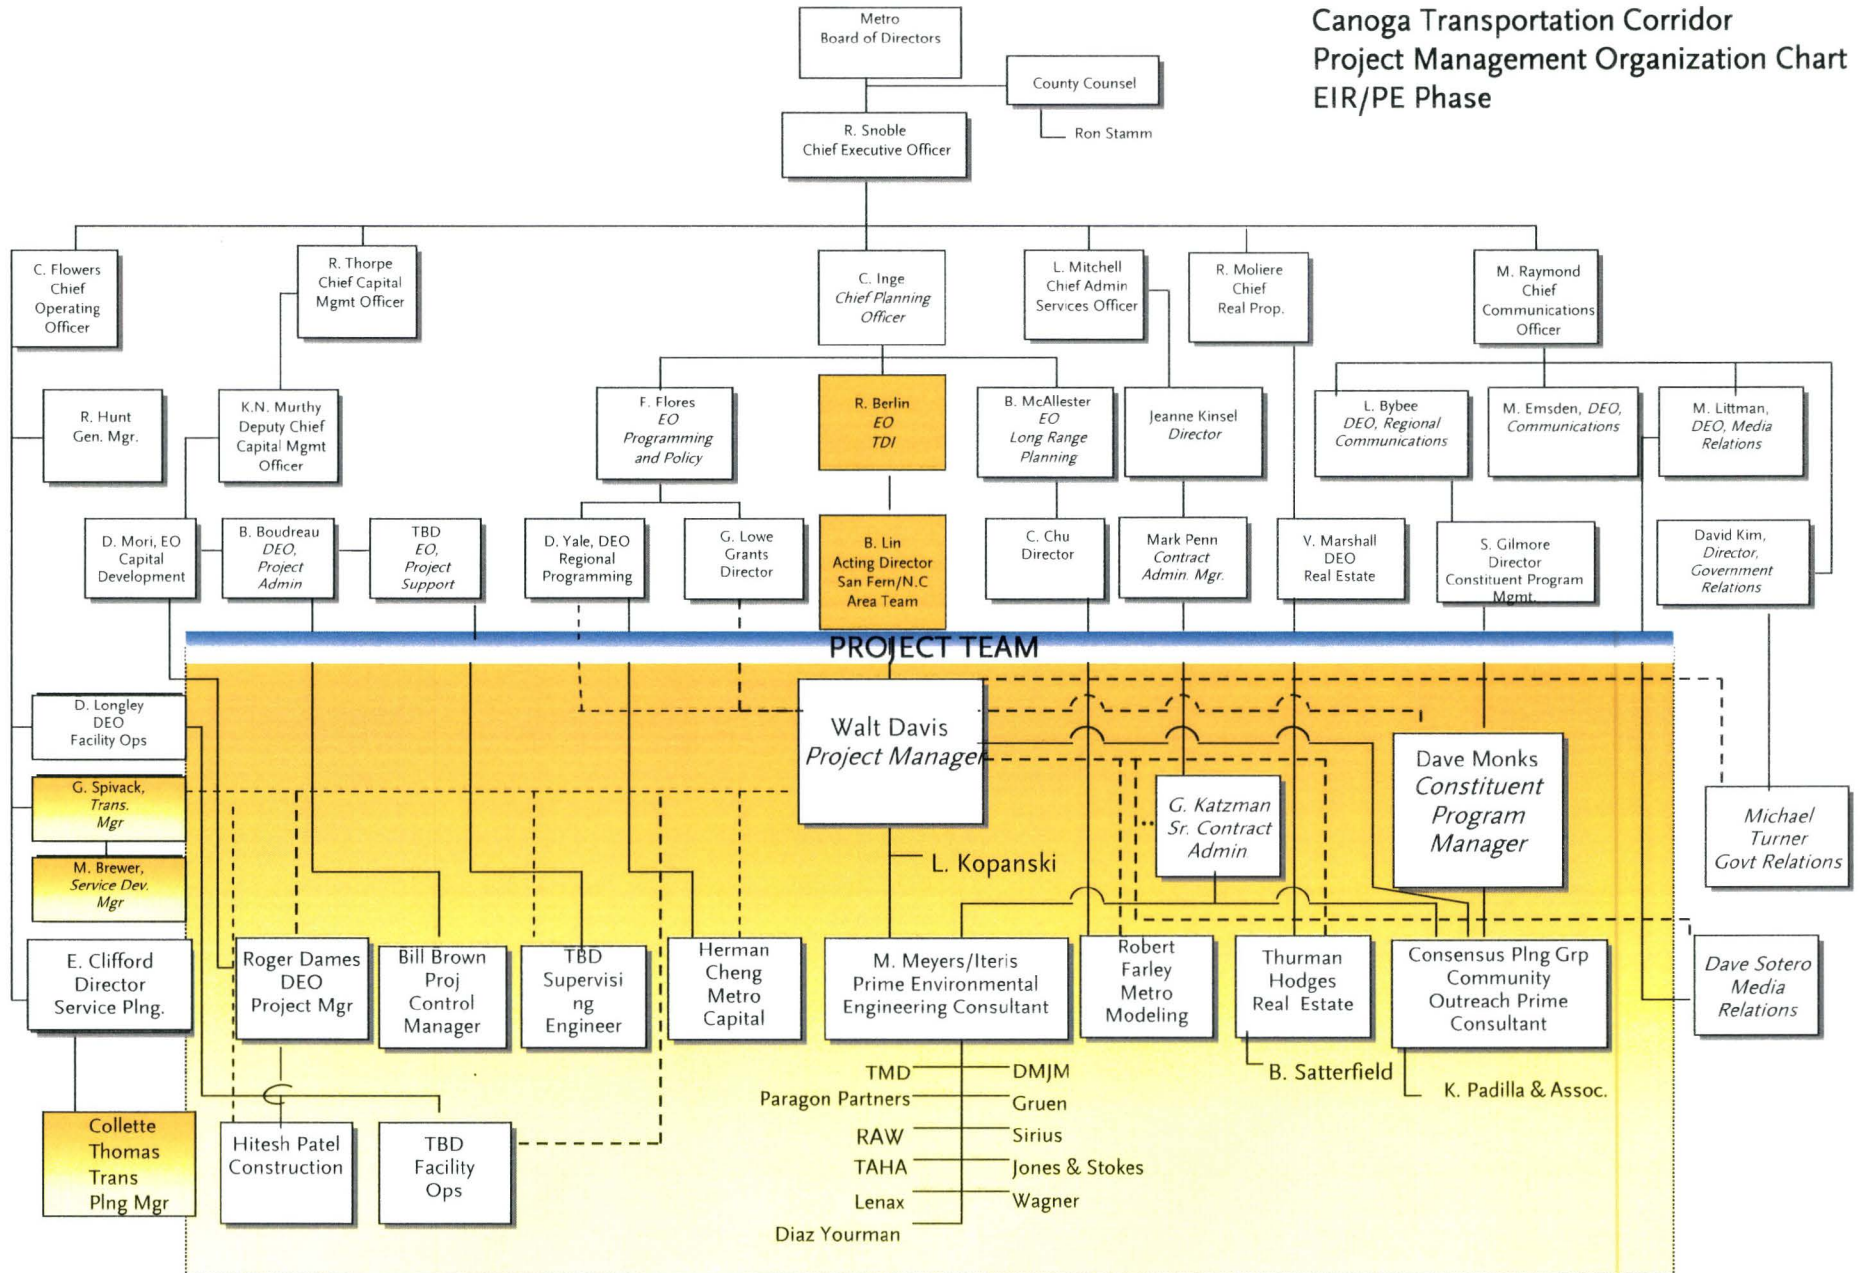 Canoga Transportation Corridor
Project Management Organization Chart
EIR/PE Phase
Metro
Board of Directors
County Counsel
Ron Stamm
R. Snoble
Chief Executive Officer
C. Flowers
Chief
Operating
Officer
R. Thorpe
Chief Capital
Mgmt Officer
C. Inge
Chief Planning
Officer
L. Mitchell
Chief Admin
Services Officer
R. Moliere
Chief
Real Prop.
M. Raymond
Chief
Communications
Officer
R. Hunt
Gen. Mgr.
K.N. Murthy
Deputy Chief
Capital Mgmt
Officer
F. Flores
EO
Programming
and Policy
R. Berlin
EO
TDI
B. McAllester
EO
Long Range
Planning
Jeanne Kinsel
Director
L. Bybee
DEO, Regional
Communications
M. Emsden, DEO,
Communications
M. Littman,
DEO, Media
Relations
D. Mori, EO
Capital
Development
B. Boudreau
DEO,
Project
Admin
TBD
EO,
Project
Support
D. Yale, DEO
Regional
Programming
G. Lowe
Grants
Director
B. Lin
Acting Director
San Fern/N.C
Area Team
C. Chu
Director
Mark Penn
Contract
Admin. Mgr.
V. Marshall
DEO
Real Estate
S. Gilmore
Director
Constituent Program
Mgmt.
David Kim,
Director,
Government
Relations
PROJECT TEAM
D. Longley
DEO
Facility Ops
G. Spivack,
Trans.
Mgr
M. Brewer,
Service Dev.
Mgr
Walt Davis
Project Manager
L. Kopanski
G. Katzman
Sr. Contract
Admin
Dave Monks
Constituent
Program
Manager
Michael
Turner
Govt Relations
E. Clifford
Director
Service Plng.
Roger Dames
DEO
Project Mgr
Bill Brown
Proj
Control
Manager
TBD
Supervisi
ng
Engineer
Herman
Cheng
Metro
Capital
M. Meyers/Iteris
Prime Environmental
Engineering Consultant
Robert
Farley
Metro
Modeling
Thurman
Hodges
Real Estate
Consensus Plng Grp
Community
Outreach Prime
Consultant
Dave Sotero
Media
Relations
B. Satterfield
K. Padilla & Assoc.
TMD
DMJM
Paragon Partners
Gruen
RAW
Sirius
TAHA
Jones & Stokes
Lenax
Wagner
Diaz Yourman
Collette
Thomas
Trans
Plng Mgr
Hitesh Patel
Construction
TBD
Facility
Ops